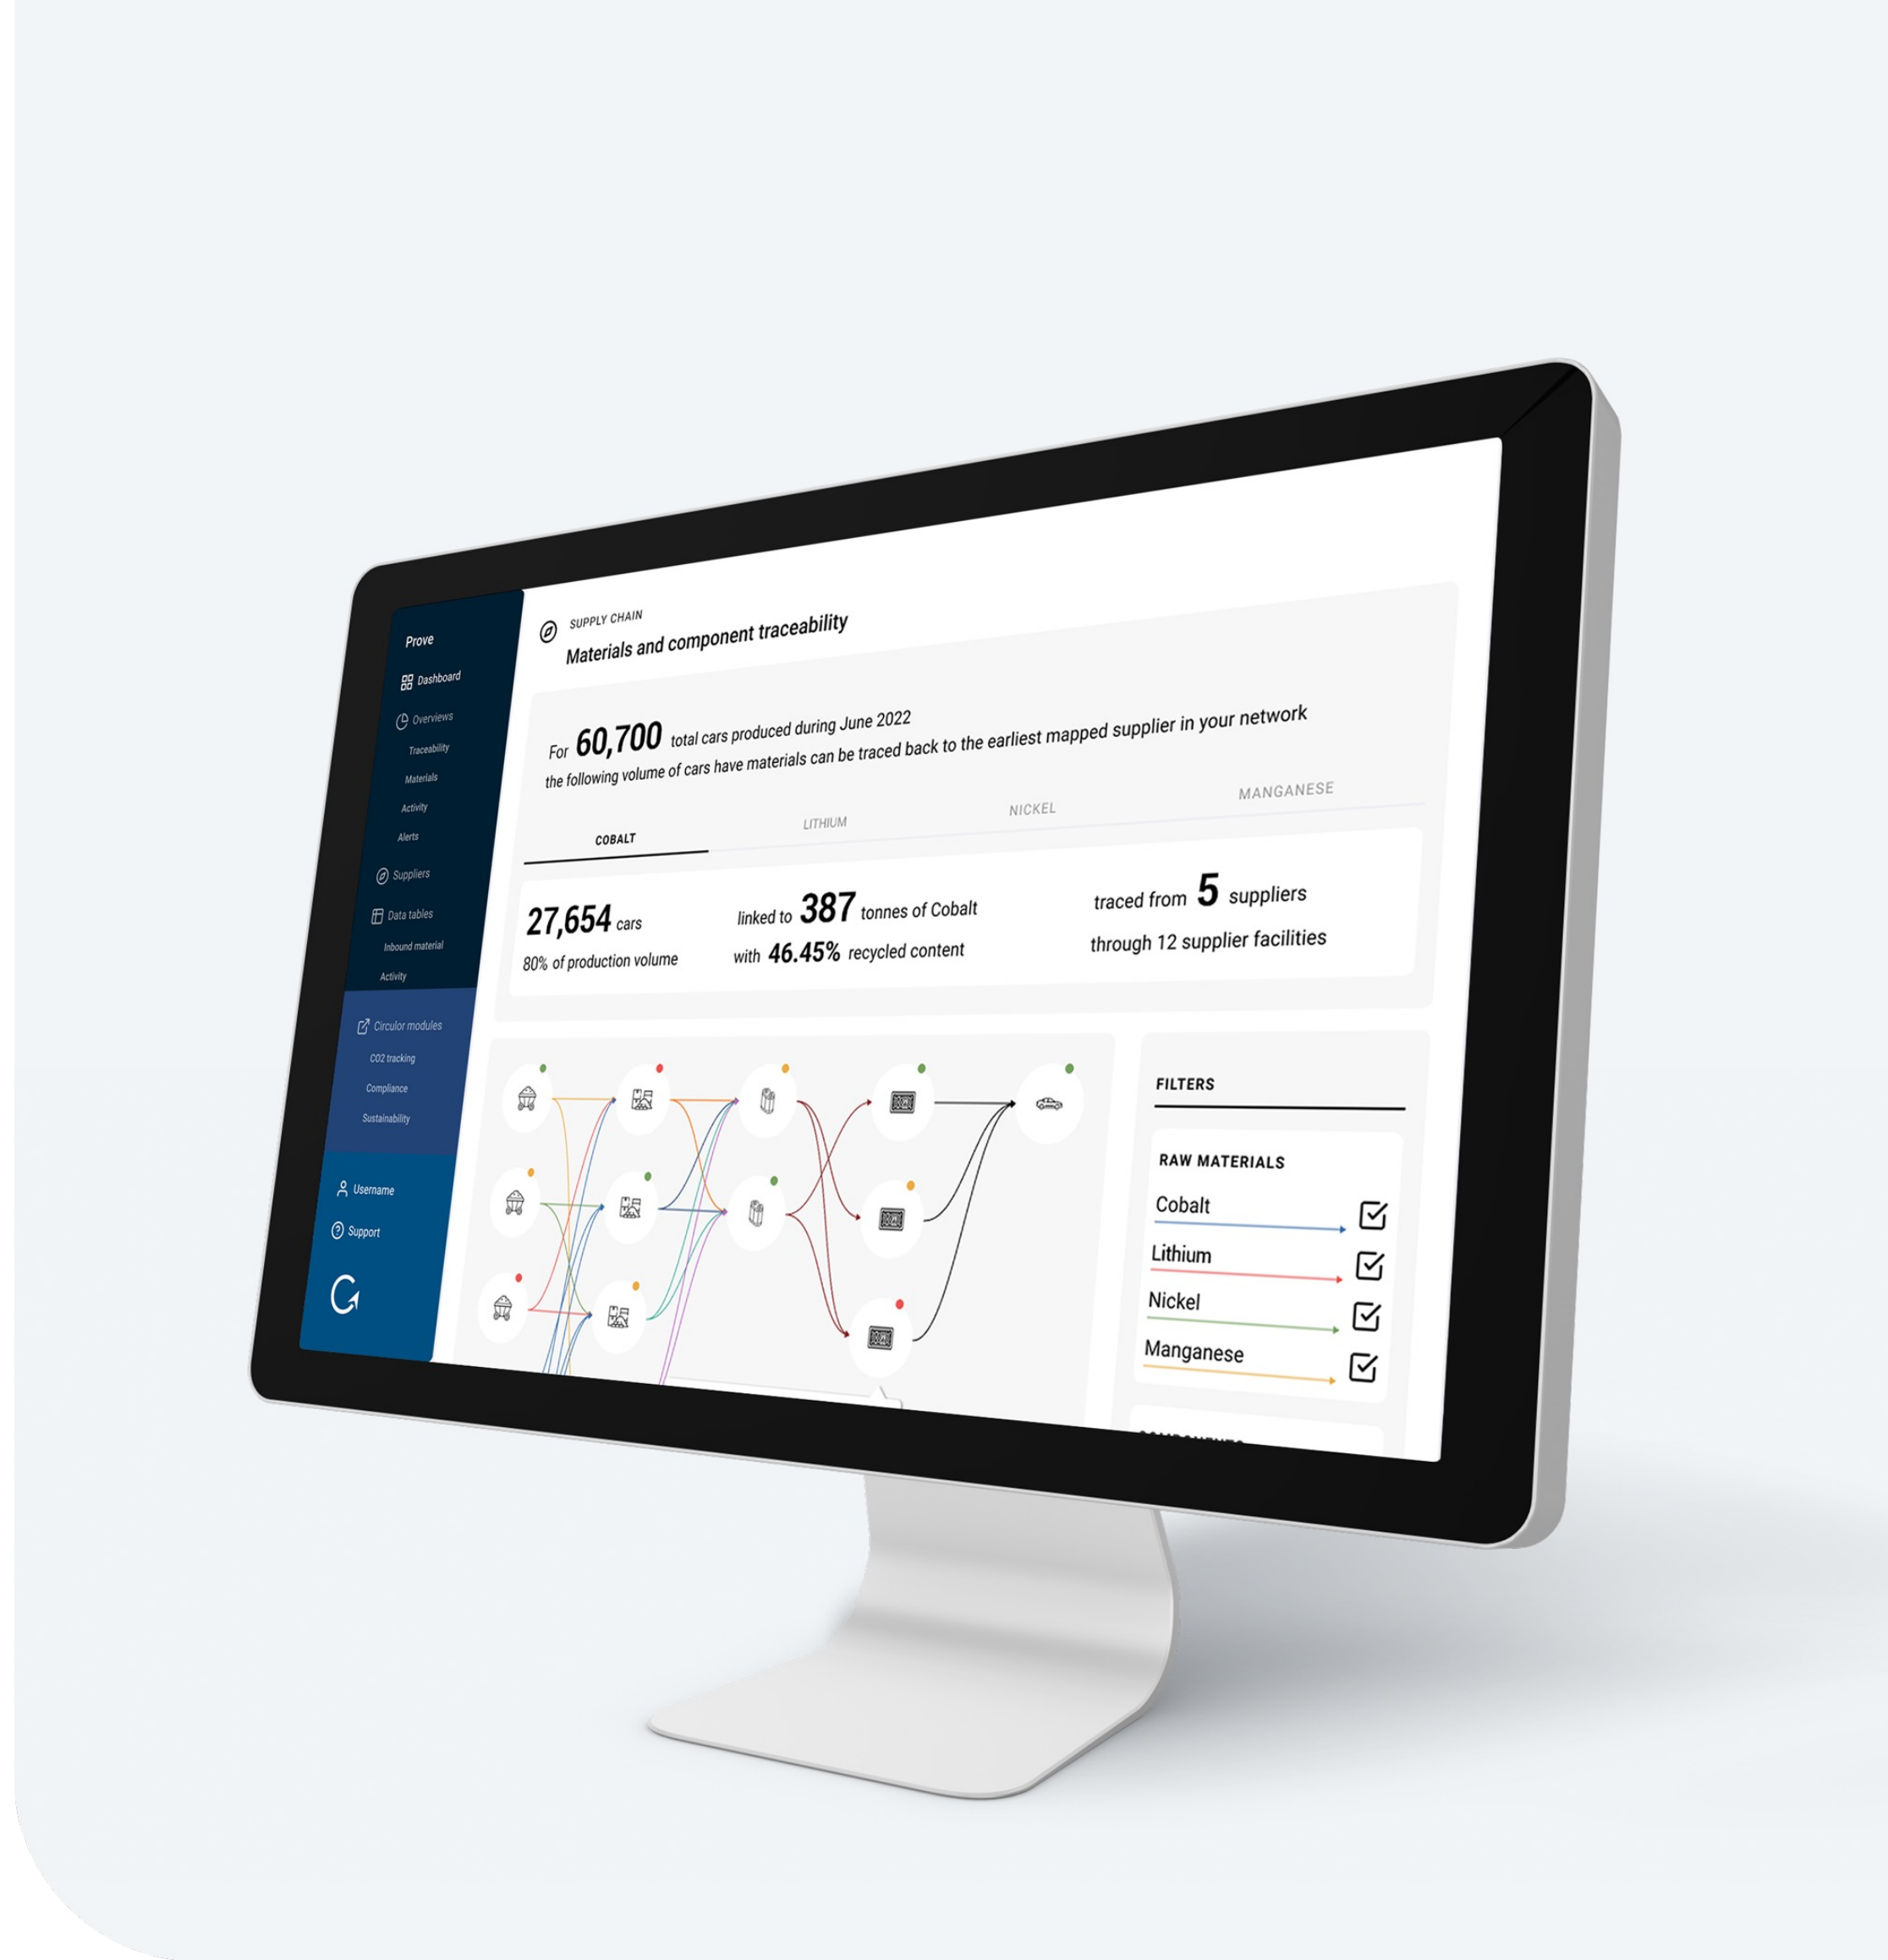 Prove
Dashboard
Overviews
Traceability
Materials
Activity
Alerts
Suppliers
Data tables
Inbound material
Activity
Circulor modules
CO2 tracking
Compliance
Sustainability
Username
Support
SUPPLY CHAIN
Materials and component traceability
For 60,700 total cars produced during June 2022
the following volume of cars have materials can be traced back to the earliest mapped supplier in your network
COBALT
LITHIUM
NICKEL
MANGANESE
27,654 cars
80% of production volume
linked to 387 tonnes of Cobalt
with 46.45% recycled content
traced from 5 suppliers
through 12 supplier facilities
FILTERS
RAW MATERIALS
Cobalt
Lithium
Nickel
Manganese